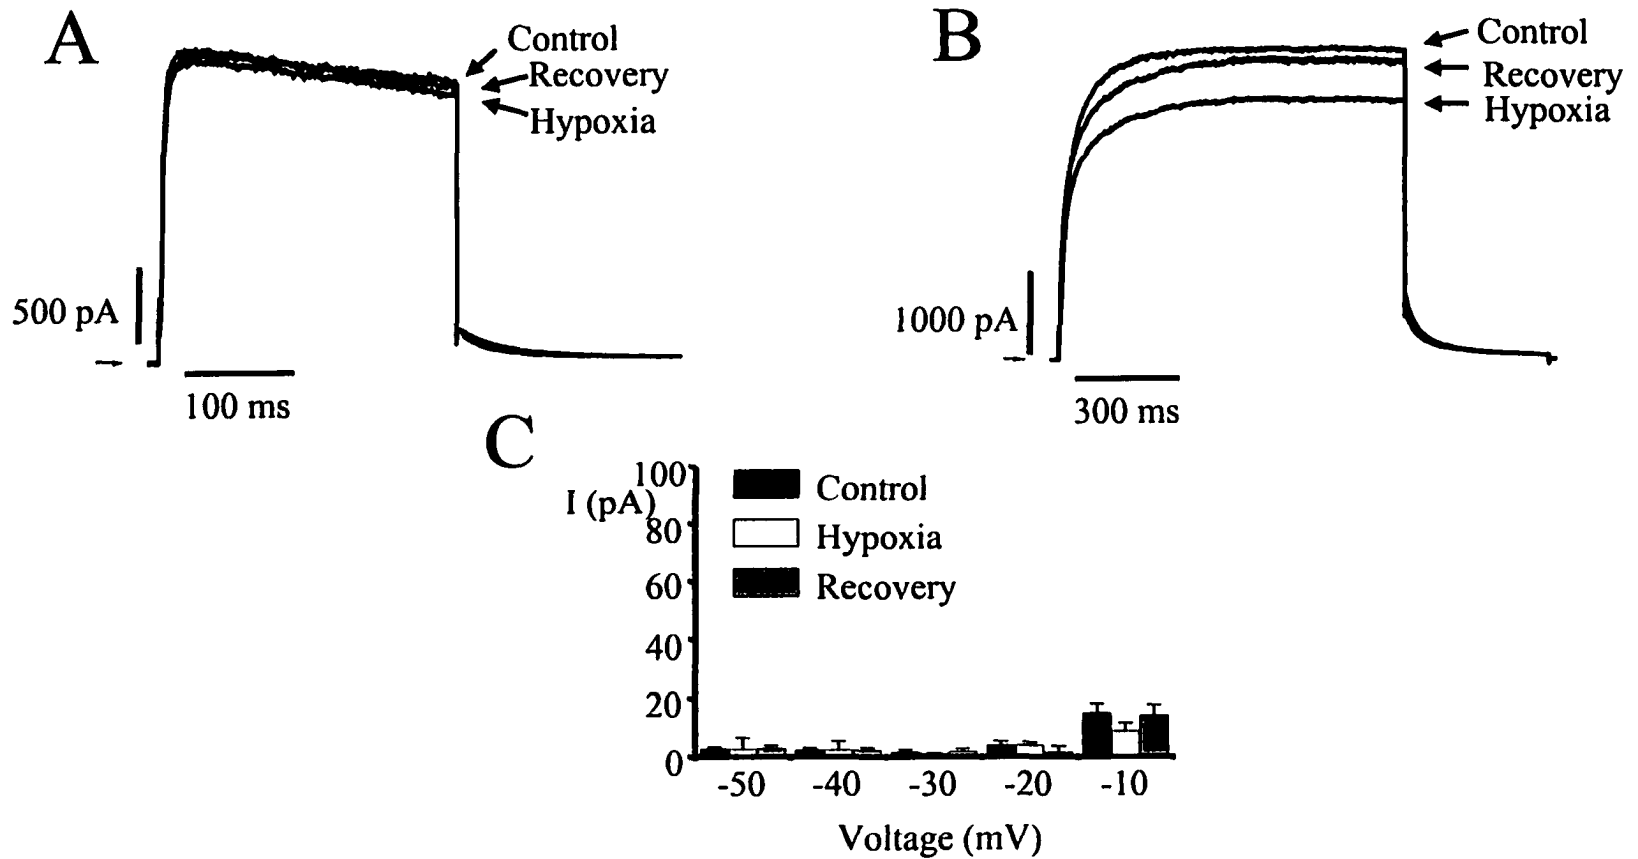 A
Control
Recovery
Hypoxia
500 pA
100 ms
B
Control
Recovery
Hypoxia
1000 pA
300 ms
C
I (pA)
100
80
60
40
20
0
Control
Hypoxia
Recovery
-50 -40 -30 -20 -10
Voltage (mV)